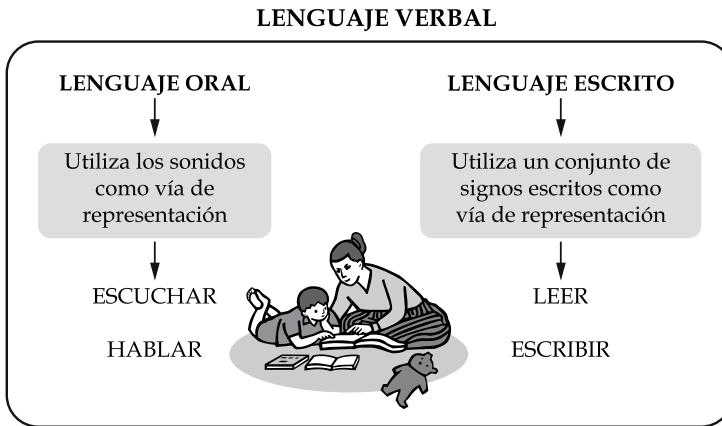 LENGUAJE VERBAL
LENGUAJE ORAL
Utiliza los sonidos
como vía de
representación
ESCUCHAR
HABLAR
LENGUAJE ESCRITO
Utiliza un conjunto de
signos escritos como
vía de representación
LEER
ESCRIBIR